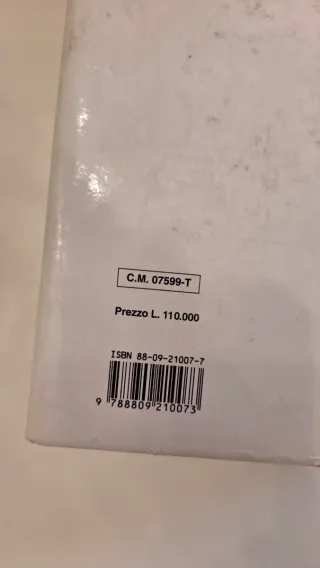 C.M. 07599-T
Prezzo L. 110.000
ISBN 88-09-21007-7
9 788809 210073